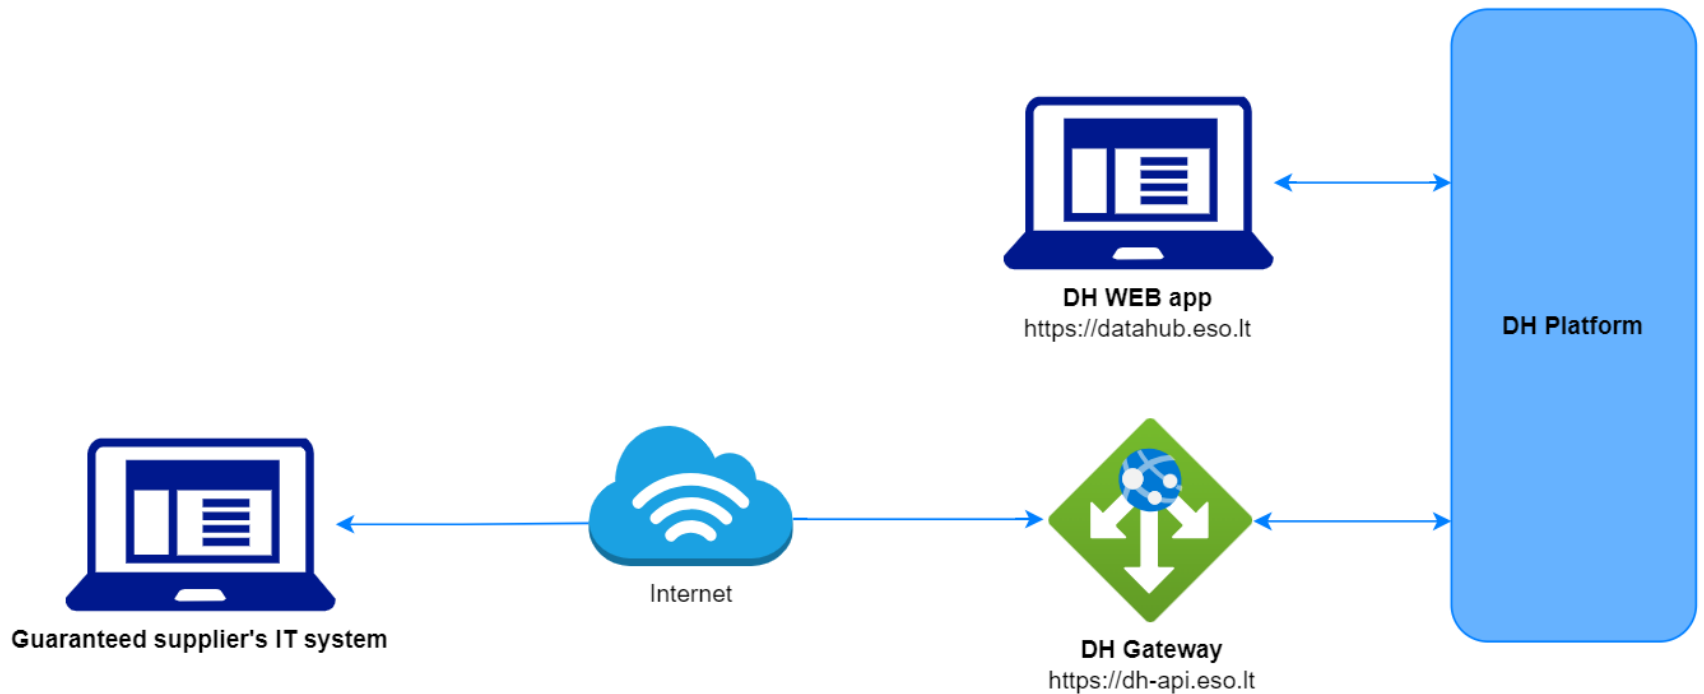 DH WEB app
https://datahub.eso.lt
DH Platform
Internet
Guaranteed supplier's IT system
DH Gateway
https://dh-api.eso.lt